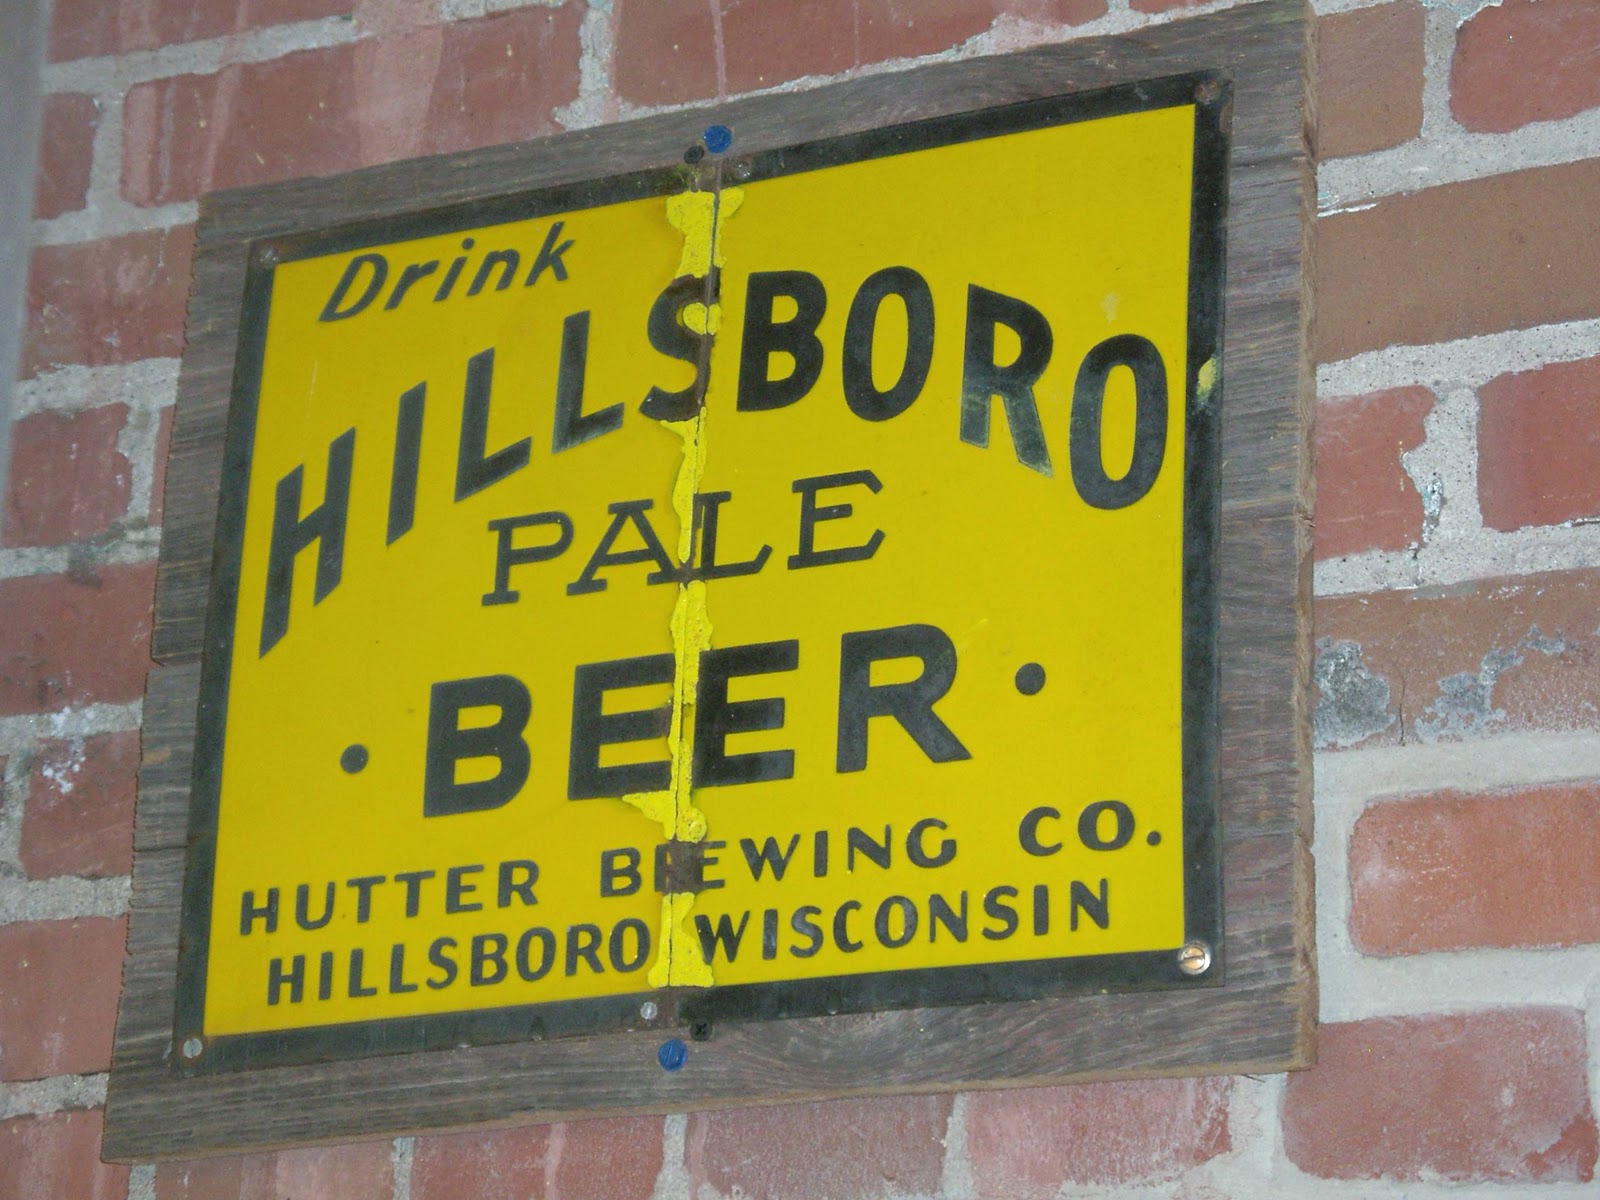 Drink
HILLSBORO
PALE
• BEER •
HUTTER BREWING CO.
HILLSBORO WISCONSIN